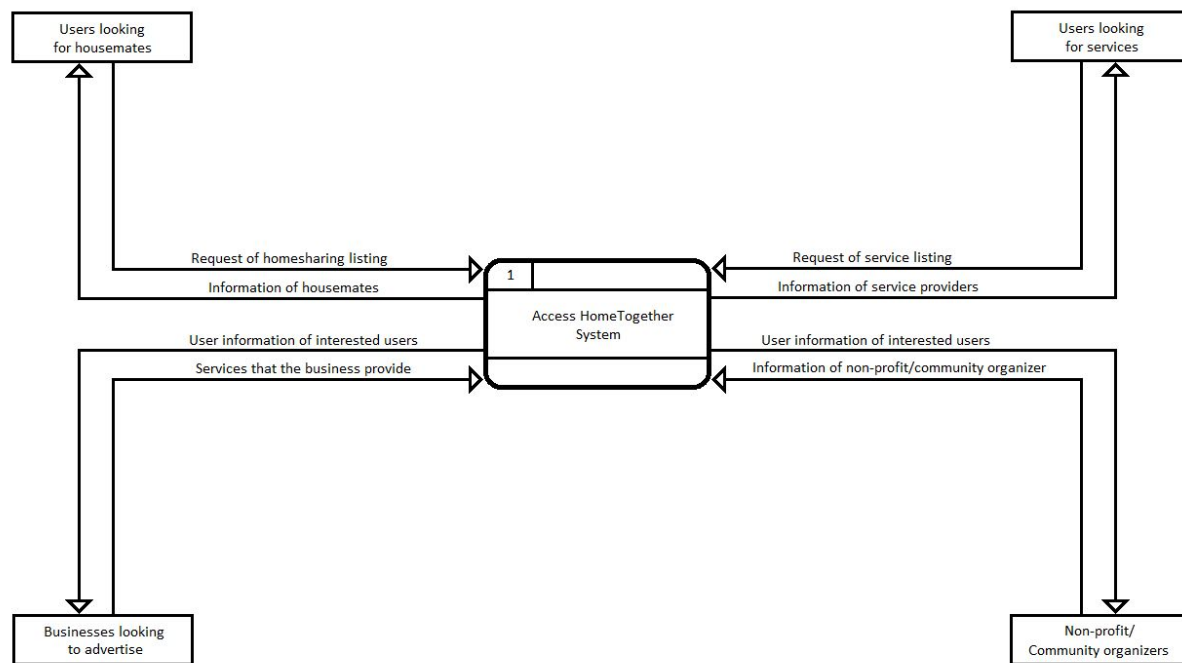 Users looking
for housemates
Users looking
for services
Request of homesharing listing
Request of service listing
1
Information of housemates
Information of service providers
Access HomeTogether
System
User information of interested users
User information of interested users
Services that the business provide
Information of non-profit/community organizer
Businesses looking
to advertise
Non-profit/
Community organizers